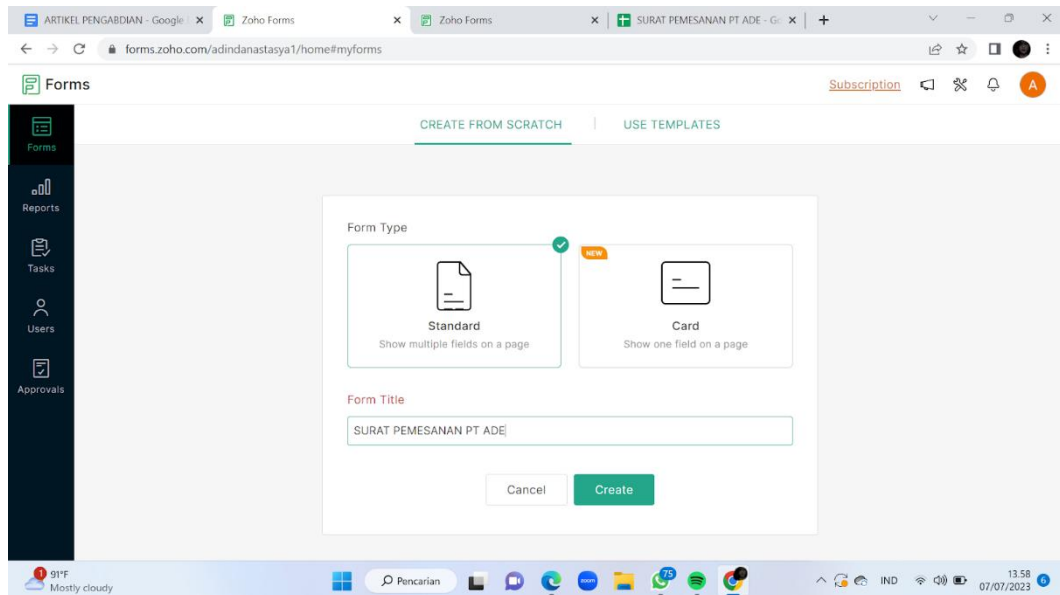 ARTIKEL PENGABDIAN - Google
Zoho Forms
Zoho Forms
SURAT PEMESANAN PT ADE - Go
forms.zoho.com/adindanastasya1/home#myforms
Forms
Subscription
A
CREATE FROM SCRATCH
USE TEMPLATES
Forms
Reports
Tasks
Users
Approvals
Form Type
NEW
Standard
Show multiple fields on a page
Card
Show one field on a page
Form Title
SURAT PEMESANAN PT ADE
Cancel
Create
1
91°F
Mostly cloudy
Pencarian
zoom
75
IND
13.58
07/07/2023
6